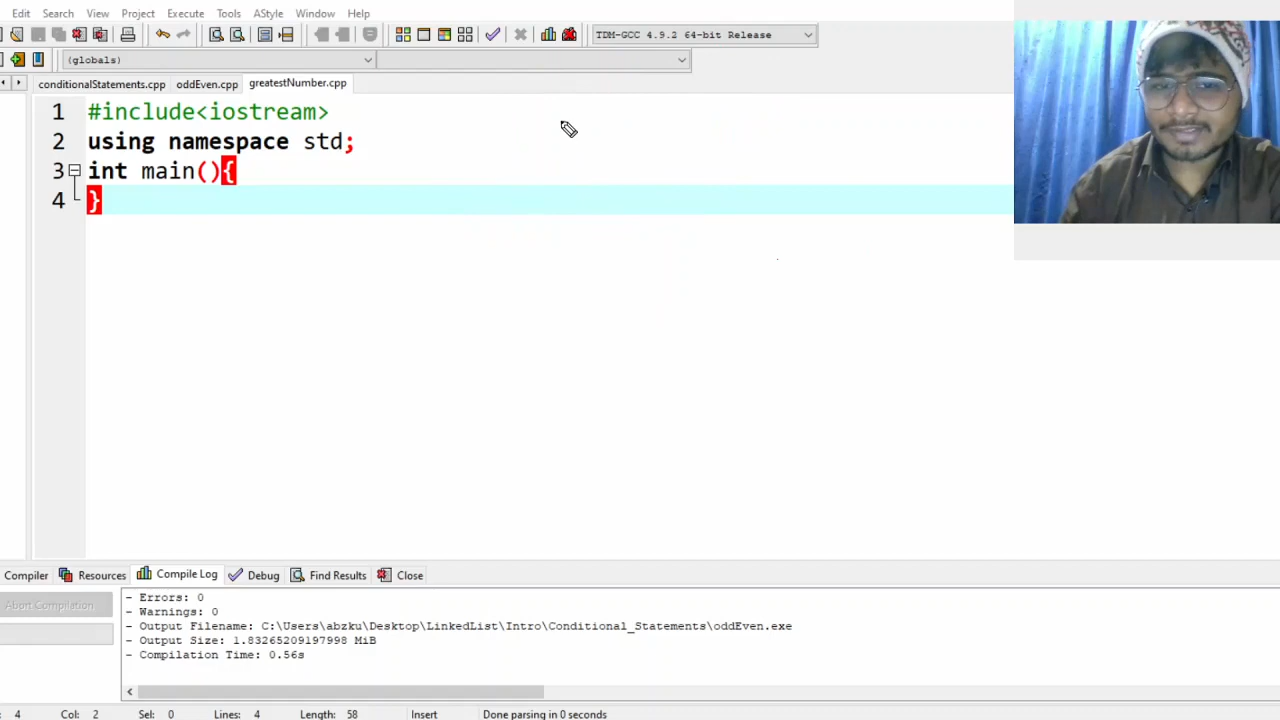 Edit Search View Project Execute Tools AStyle Window Help
TDM-GCC 4.9.2 64-bit Release
(globals)
conditionalStatements.cpp oddEven.cpp greatestNumber.cpp
1 #include<iostream>
2 using namespace std;
3 int main(){
4 }
Compiler Resources Compile Log Debug Find Results Close
Abort Compilation
- Errors: 0
- Warnings: 0
- Output Filename: C:\Users\abzku\Desktop\LinkedList\Intro\Conditional_Statements\oddEven.exe
- Output Size: 1.83265209197998 MiB
- Compilation Time: 0.56s
: 4 Col: 2 Sel: 0 Lines: 4 Length: 58 Insert Done parsing in 0 seconds